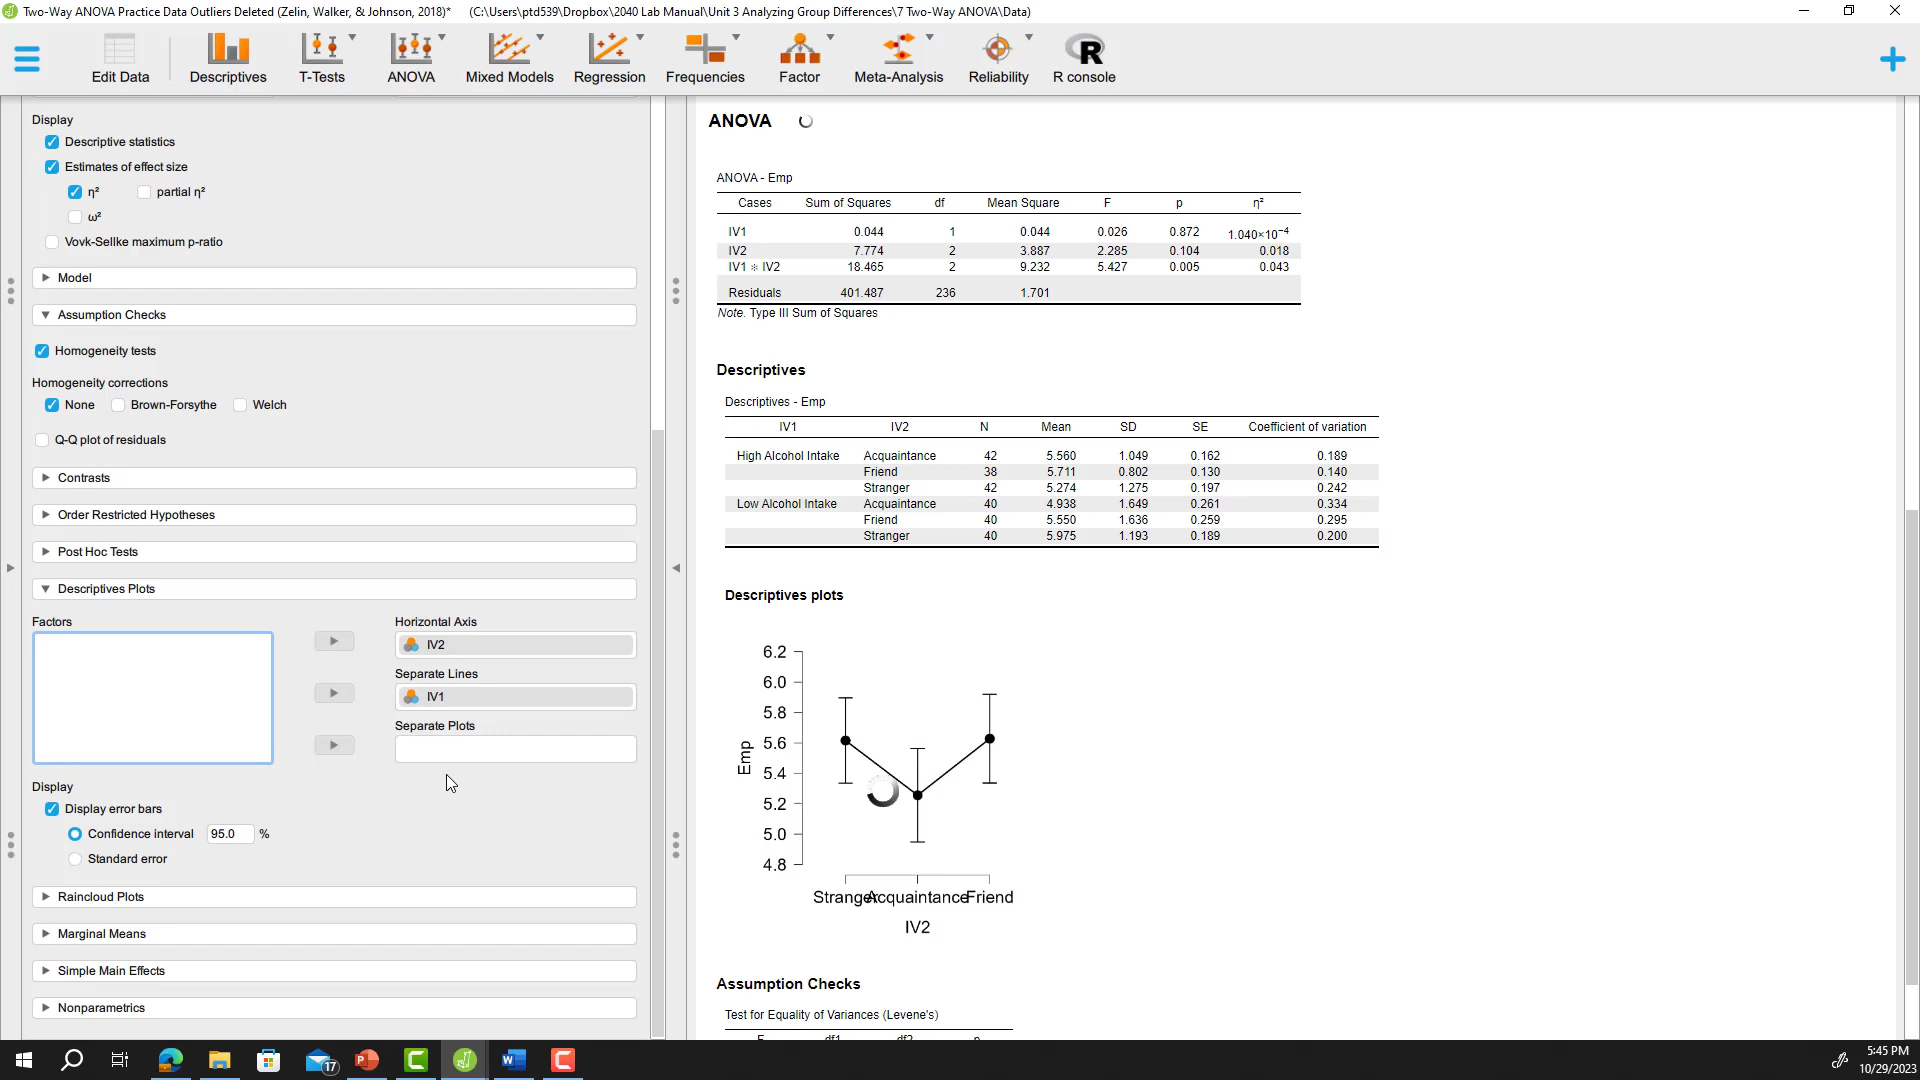 Two-Way ANOVA Practice Data Outliers Deleted (Zelin, Walker, & Johnson, 2018)* (C:\Users\ptd539\Dropbox\2040 Lab Manual\Unit 3 Analyzing Group Differences\7 Two-Way ANOVA\Data)
Edit Data Descriptives T-Tests ANOVA Mixed Models Regression Frequencies Factor Meta-Analysis Reliability R console
Display
Descriptive statistics
Estimates of effect size
η² partial η²
ω²
Vovk-Sellke maximum p-ratio
Model
Assumption Checks
Homogeneity tests
Homogeneity corrections
None Brown-Forsythe Welch
Q-Q plot of residuals
Contrasts
Order Restricted Hypotheses
Post Hoc Tests
Descriptives Plots
Factors Horizontal Axis
IV2
Separate Lines
IV1
Separate Plots
Display
Display error bars
Confidence interval 95.0 %
Standard error
Raincloud Plots
Marginal Means
Simple Main Effects
Nonparametrics
ANOVA
ANOVA - Emp
Cases Sum of Squares df Mean Square F p η²
IV1 0.044 1 0.044 0.026 0.872 1.040×10⁻⁴
IV2 7.774 2 3.887 2.285 0.104 0.018
IV1 ✻ IV2 18.465 2 9.232 5.427 0.005 0.043
Residuals 401.487 236 1.701
Note. Type III Sum of Squares
Descriptives
Descriptives - Emp
IV1 IV2 N Mean SD SE Coefficient of variation
High Alcohol Intake Acquaintance 42 5.560 1.049 0.162 0.189
Friend 38 5.711 0.802 0.130 0.140
Stranger 42 5.274 1.275 0.197 0.242
Low Alcohol Intake Acquaintance 40 4.938 1.649 0.261 0.334
Friend 40 5.550 1.636 0.259 0.295
Stranger 40 5.975 1.193 0.189 0.200
Descriptives plots
6.2
6.0
5.8
5.6
5.4
5.2
5.0
4.8
Emp
Stranger Acquaintance Friend
IV2
Assumption Checks
Test for Equality of Variances (Levene's)
F df1 df2 p
17
5:45 PM
10/29/2023